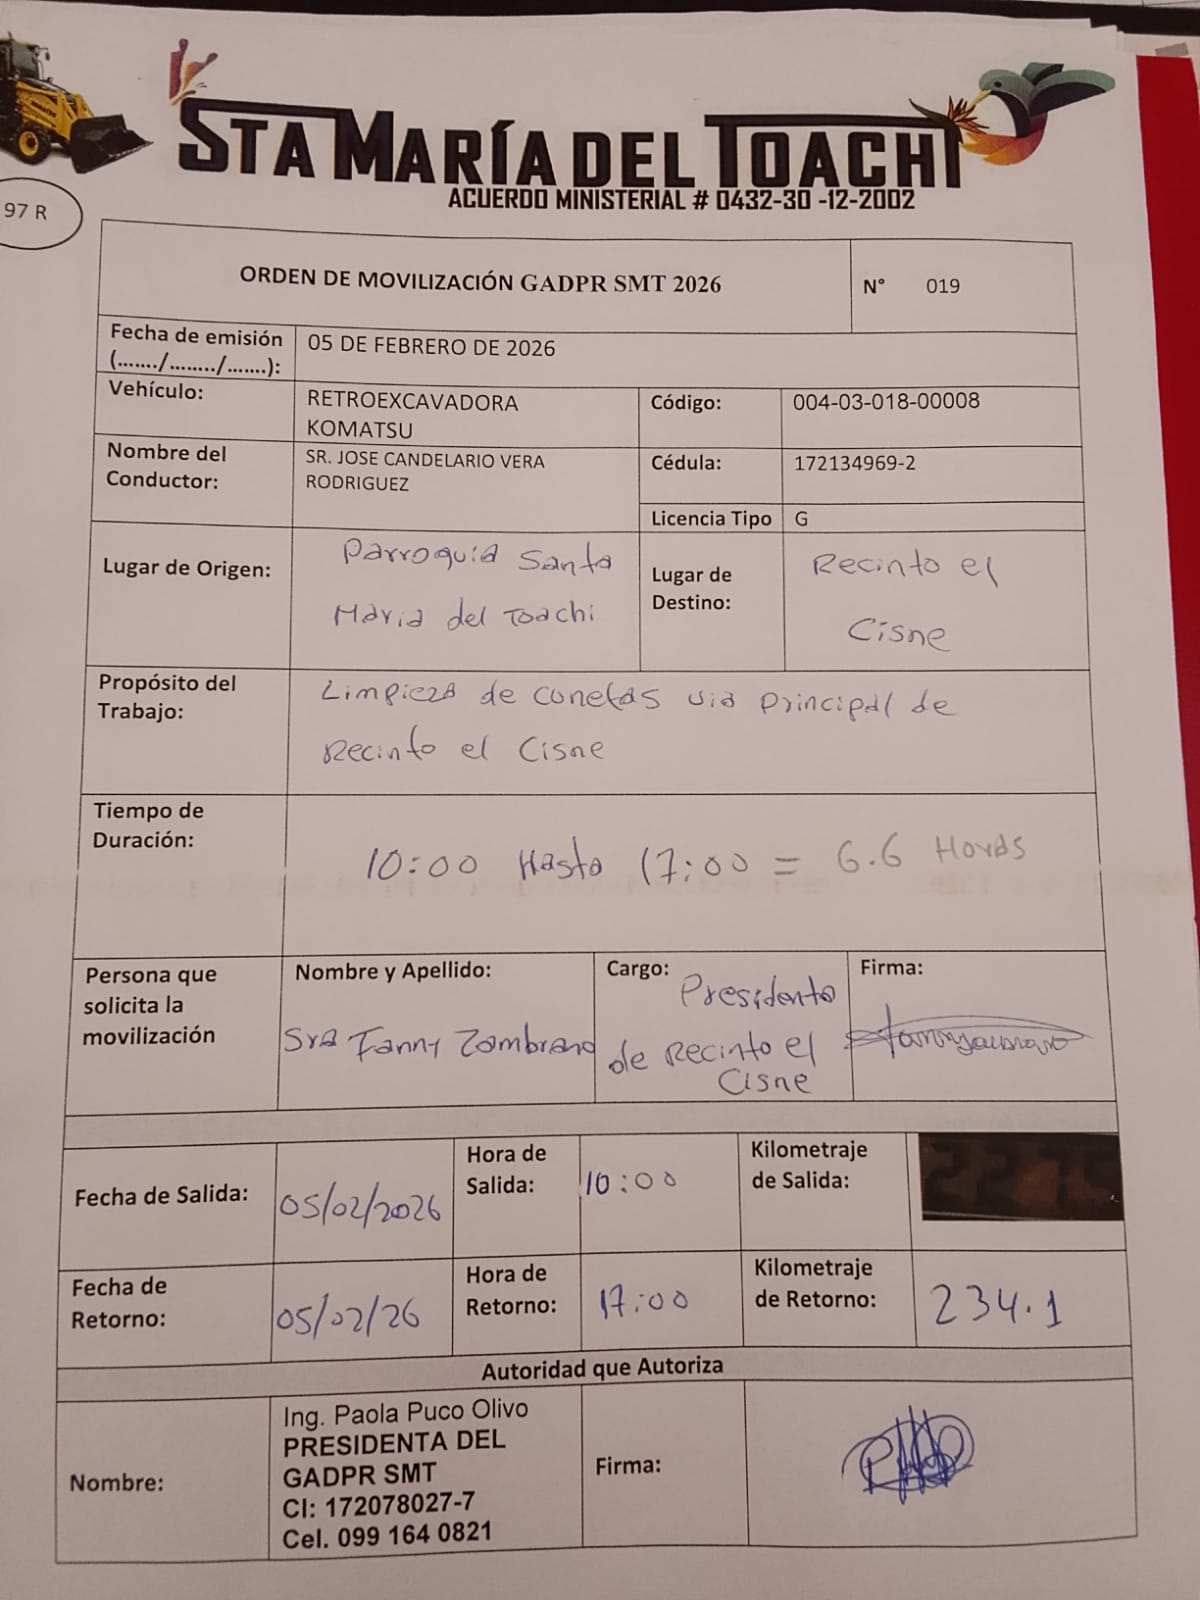 STA MARÍA DEL TOACHI
ACUERDO MINISTERIAL # 0432-30 -12-2002
97 R
ORDEN DE MOVILIZACIÓN GADPR SMT 2026
N° 019
Fecha de emisión
(......./......../.......):
05 DE FEBRERO DE 2026
Vehículo:
RETROEXCAVADORA
KOMATSU
Código:
004-03-018-00008
Nombre del
Conductor:
SR. JOSE CANDELARIO VERA
RODRIGUEZ
Cédula:
172134969-2
Licencia Tipo
G
Lugar de Origen:
Parroquia Santa
Maria del Toachi
Lugar de
Destino:
Recinto el
Cisne
Propósito del
Trabajo:
Limpieza de cunetas via principal de
Recinto el Cisne
Tiempo de
Duración:
10:00 Hasta 17:00 = 6.6 Horas
Persona que
solicita la
movilización
Nombre y Apellido:
Sra Fanny Zambrano
Cargo:
Presidenta
de Recinto el
Cisne
Firma:
Fecha de Salida:
05/02/2026
Hora de
Salida:
10:00
Kilometraje
de Salida:
Fecha de
Retorno:
05/02/26
Hora de
Retorno:
17:00
Kilometraje
de Retorno:
234.1
Autoridad que Autoriza
Nombre:
Ing. Paola Puco Olivo
PRESIDENTA DEL
GADPR SMT
CI: 172078027-7
Cel. 099 164 0821
Firma: